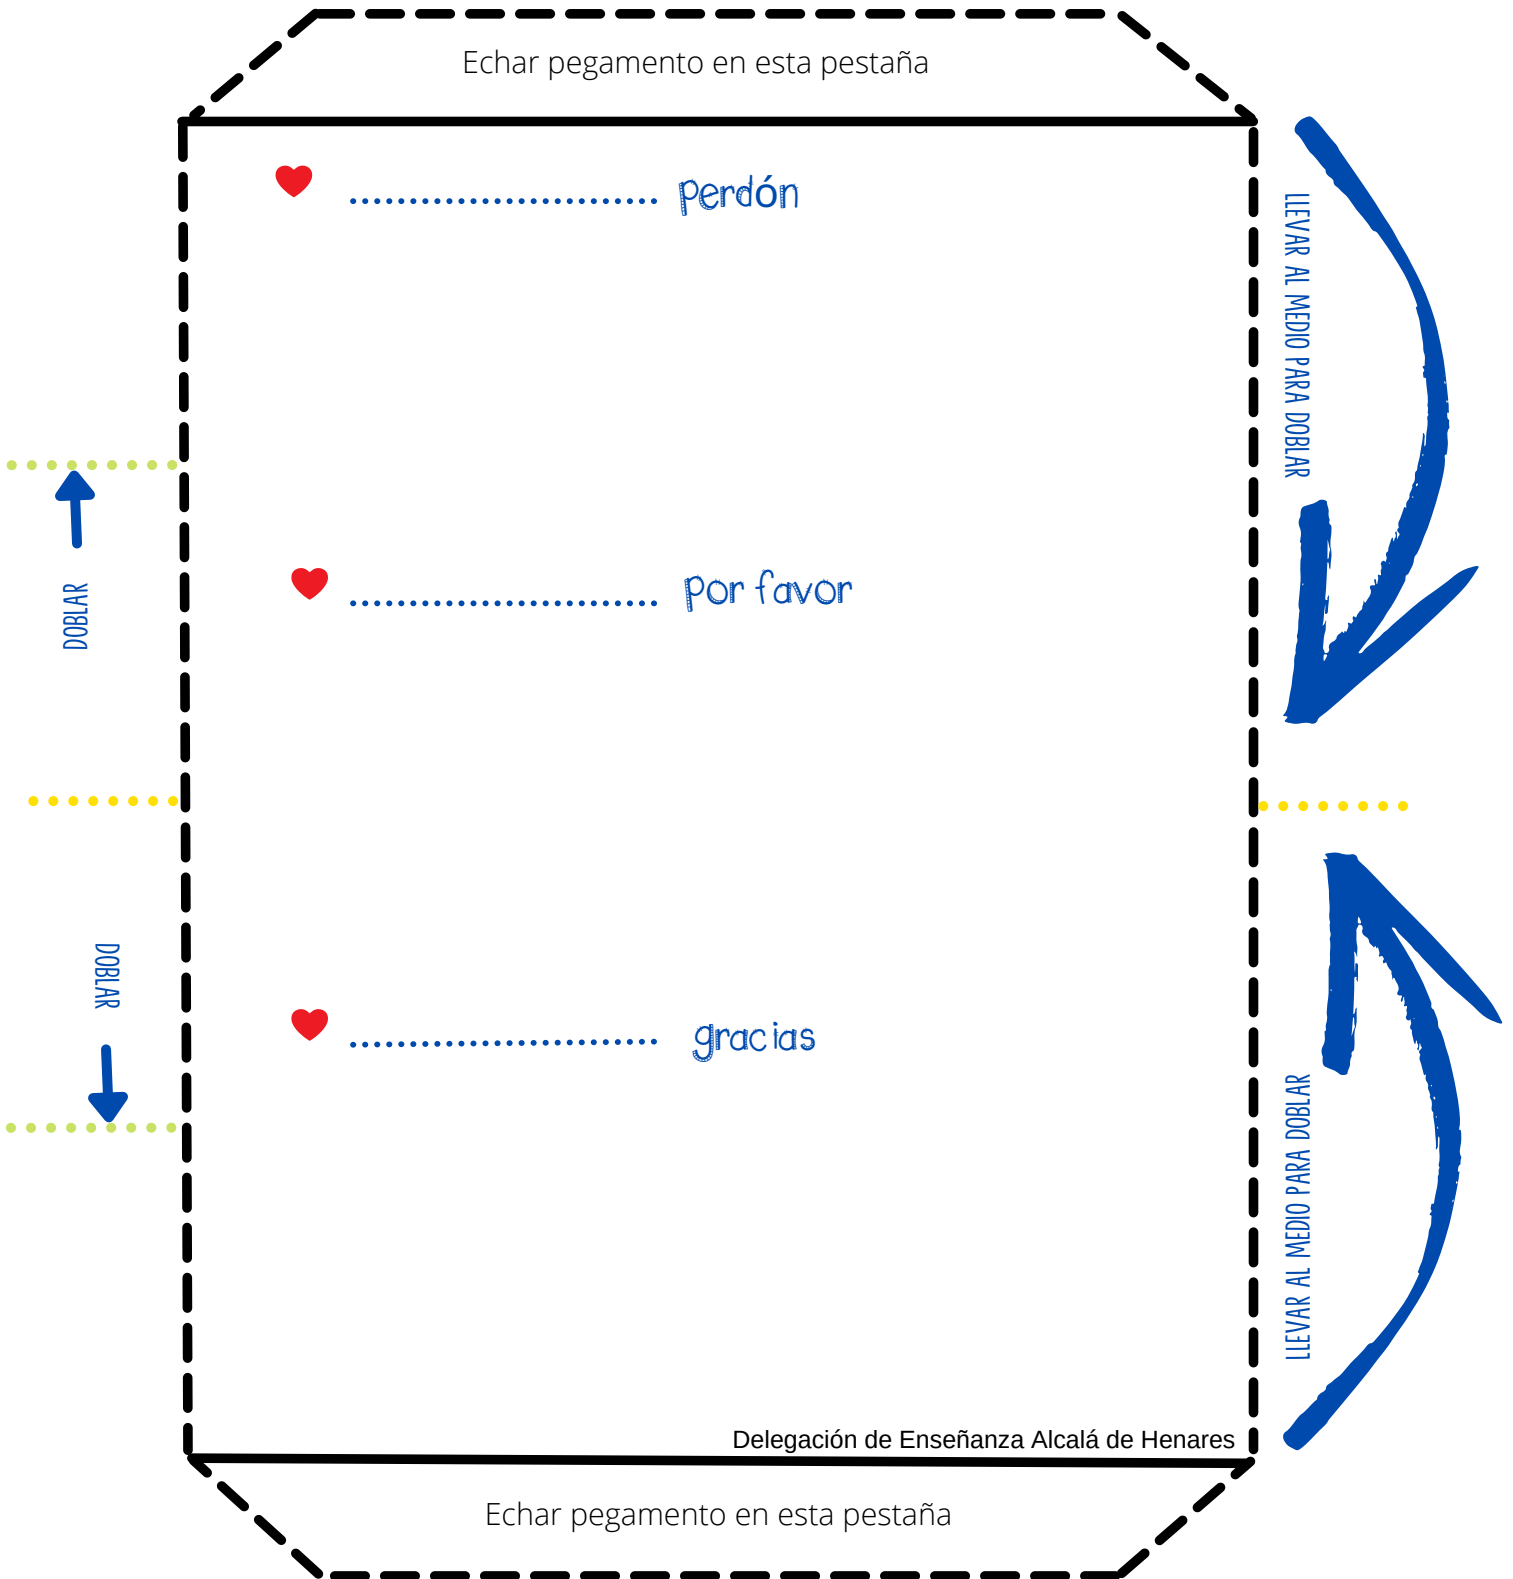 Echar pegamento en esta pestaña
perdón
LLEVAR AL MEDIO PARA DOBLAR
DOBLAR
por favor
DOBLAR
gracias
LLEVAR AL MEDIO PARA DOBLAR
Delegación de Enseñanza Alcalá de Henares
Echar pegamento en esta pestaña